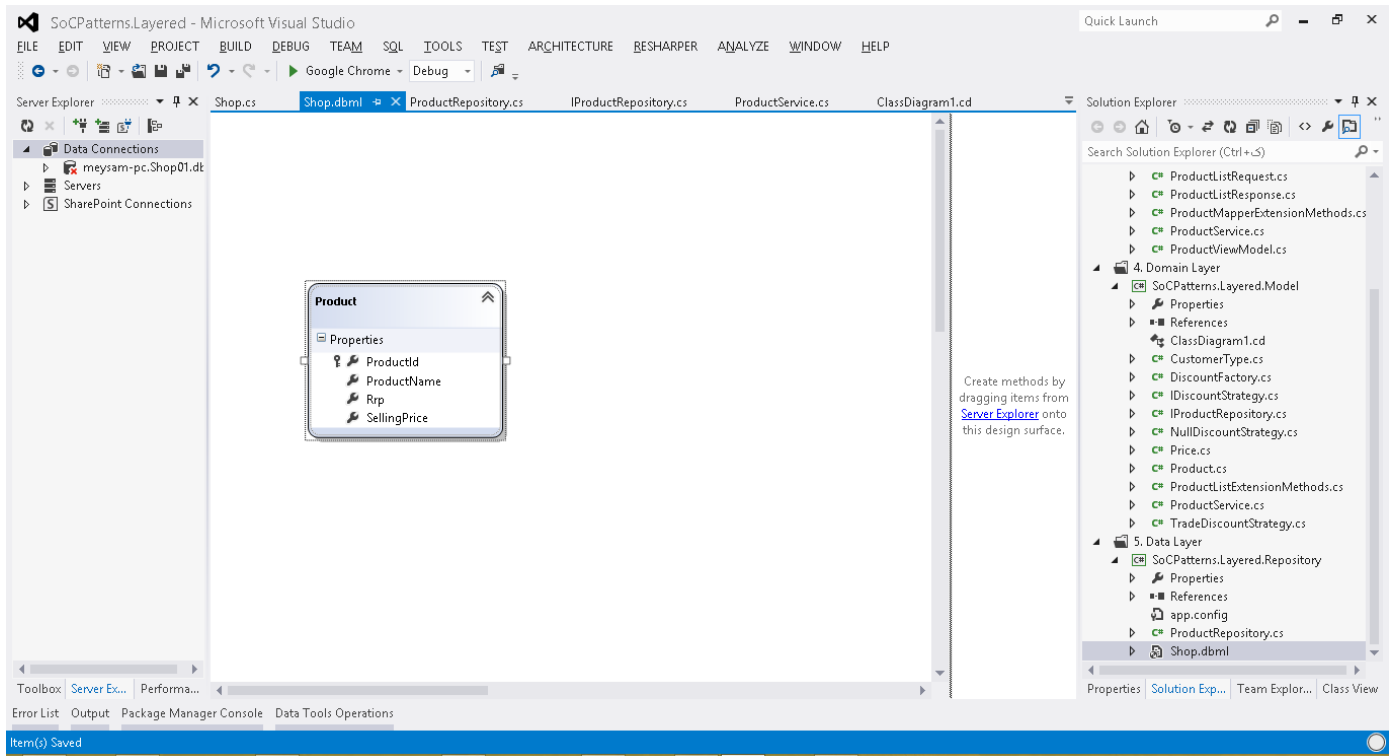 SoCPatterns.Layered - Microsoft Visual Studio
Quick Launch
FILE EDIT VIEW PROJECT BUILD DEBUG TEAM SQL TOOLS TEST ARCHITECTURE RESHARPER ANALYZE WINDOW HELP
Google Chrome Debug
Server Explorer
Data Connections
meysam-pc.Shop01.db
Servers
SharePoint Connections
Toolbox Server Ex... Performa...
Shop.cs Shop.dbml ProductRepository.cs IProductRepository.cs ProductService.cs ClassDiagram1.cd
Product
Properties
ProductId
ProductName
Rrp
SellingPrice
Create methods by
dragging items from
Server Explorer onto
this design surface.
Solution Explorer
Search Solution Explorer (Ctrl+ک)
C# ProductListRequest.cs
C# ProductListResponse.cs
C# ProductMapperExtensionMethods.cs
C# ProductService.cs
C# ProductViewModel.cs
4. Domain Layer
C# SoCPatterns.Layered.Model
Properties
References
ClassDiagram1.cd
C# CustomerType.cs
C# DiscountFactory.cs
C# IDiscountStrategy.cs
C# IProductRepository.cs
C# NullDiscountStrategy.cs
C# Price.cs
C# Product.cs
C# ProductListExtensionMethods.cs
C# ProductService.cs
C# TradeDiscountStrategy.cs
5. Data Layer
C# SoCPatterns.Layered.Repository
Properties
References
app.config
C# ProductRepository.cs
Shop.dbml
Properties Solution Exp... Team Explor... Class View
Error List Output Package Manager Console Data Tools Operations
Item(s) Saved